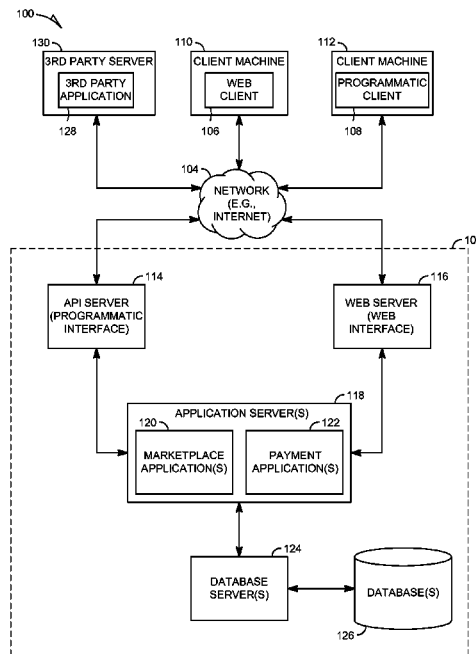 100
130
110
112
3RD PARTY SERVER
CLIENT MACHINE
CLIENT MACHINE
3RD PARTY
APPLICATION
WEB
CLIENT
PROGRAMMATIC
CLIENT
128
106
108
104
NETWORK
(E.G.,
INTERNET)
10
114
116
API SERVER
(PROGRAMMATIC
INTERFACE)
WEB SERVER
(WEB
INTERFACE)
118
APPLICATION SERVER(S)
120
122
MARKETPLACE
APPLICATION(S)
PAYMENT
APPLICATION(S)
124
DATABASE
SERVER(S)
DATABASE(S)
126